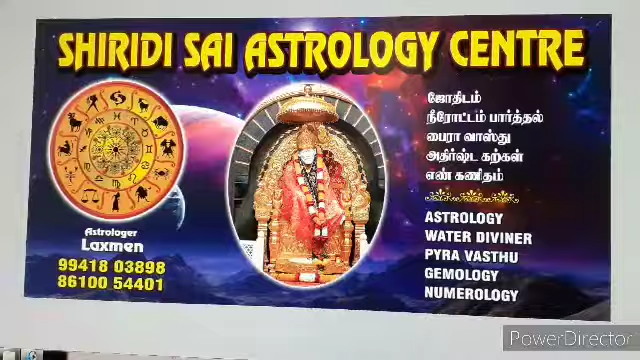 SHIRIDI SAI ASTROLOGY CENTRE
ஜோதிடம்
நீரோட்டம் பார்த்தல்
பைரா வாஸ்து
அதிர்ஷ்ட கற்கள்
எண் கணிதம்
ASTROLOGY
WATER DIVINER
PYRA VASTHU
GEMOLOGY
NUMEROLOGY
Astrologer
Laxmen
99418 03898
86100 54401
PowerDirector